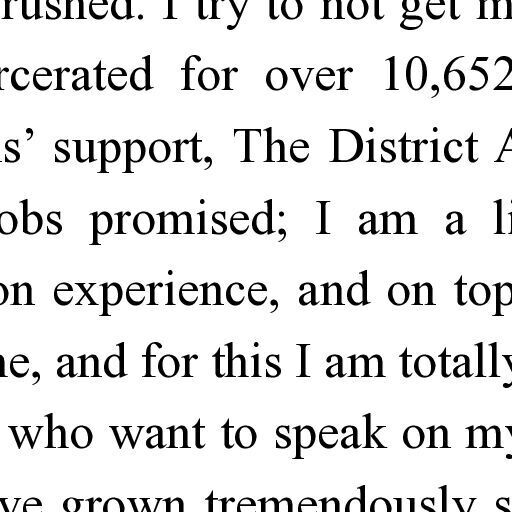 rushed. I try to not get m
rcerated for over 10,652
s’ support, The District A
obs promised; I am a li
on experience, and on top
e, and for this I am totally
who want to speak on my
ve grown tremendously s